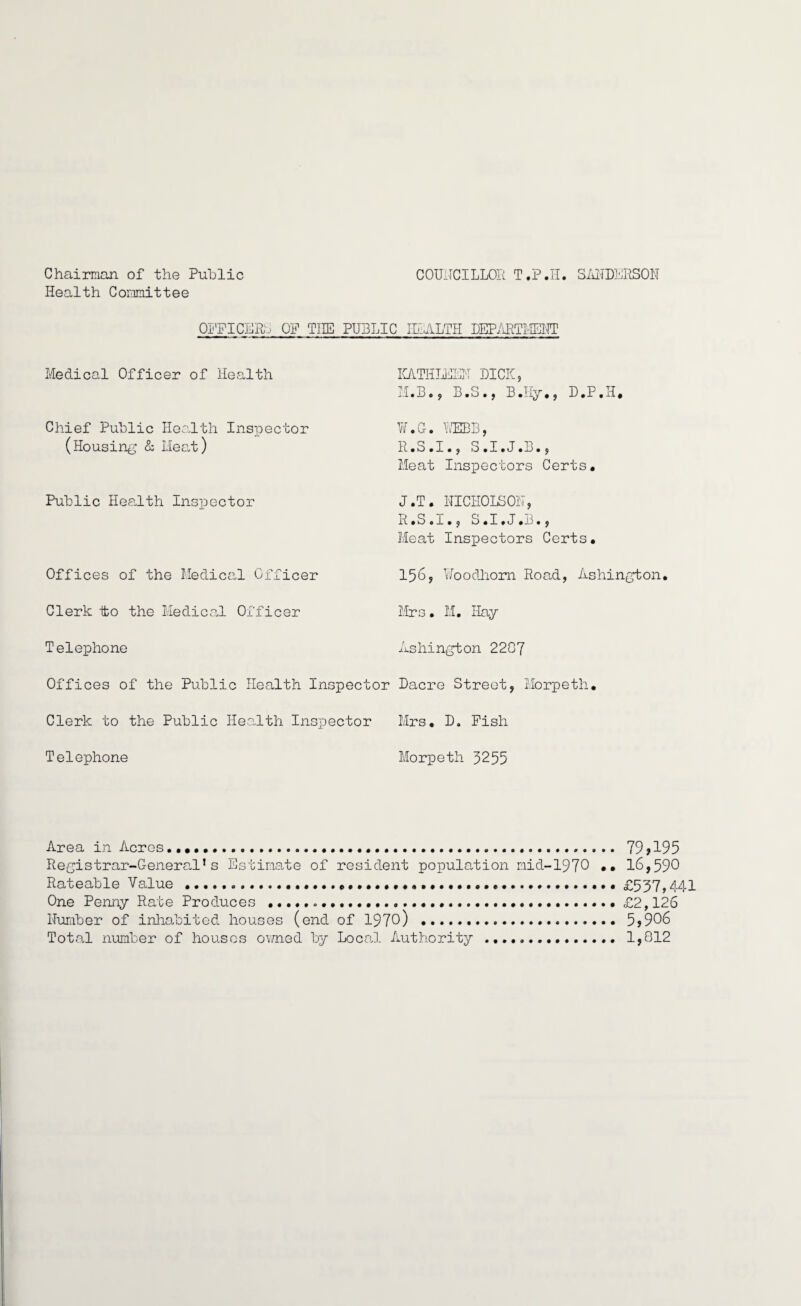 Chairman of the Public COUNCILLOR T.P.H. SANDERSON
Health Committee
OFFICERS OF THE PUBLIC HEALTH DEPARTMENT
Medical Officer of Health KATHLEEN DICK,
M.B., B.S., B.Hy., D.P.H.
Chief Public Health Inspector W.G. WEBB,
(Housing & Meat) R.S.I., S.I.J.B.,
Meat Inspectors Certs.
Public Health Inspector J.T. NICHOLSON,
R.S.I., S.I.J.B.,
Meat Inspectors Certs.
Offices of the Medical Officer 156, Woodhorn Road, Ashington.
Clerk to the Medical Officer Mrs. M. Hay
Telephone Ashington 2287
Offices of the Public Health Inspector Dacre Street, Morpeth.
Clerk to the Public Health Inspector Mrs. D. Fish
Telephone Morpeth 3255
Area in Acres.......................................................... 79,195
Registrar-General's Estimate of resident population mid-1970 .. 16,590
Rateable Value ........................................................ £537,441
One Penny Rate Produces ............................................ £2,126
Number of inhabited houses (end of 1970) ........................ 5,906
Total number of houses owned by Local Authority ............... 1,812